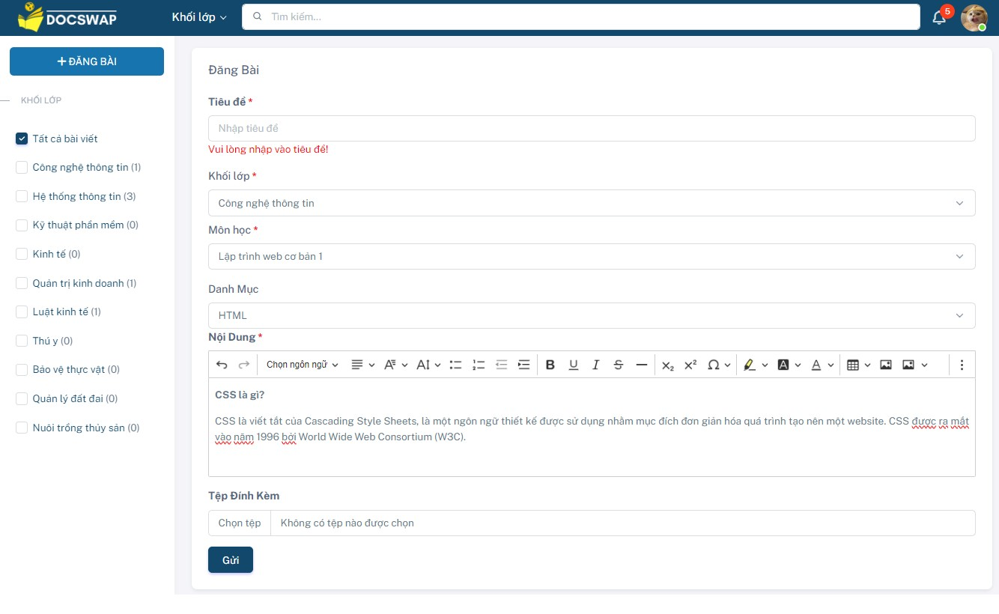 DOCSWAP
Khối lớp
Tìm kiếm...
5
+ ĐĂNG BÀI
KHỐI LỚP
Tất cả bài viết
Công nghệ thông tin (1)
Hệ thống thông tin (3)
Kỹ thuật phần mềm (0)
Kinh tế (0)
Quản trị kinh doanh (1)
Luật kinh tế (1)
Thú y (0)
Bảo vệ thực vật (0)
Quản lý đất đai (0)
Nuôi trồng thủy sản (0)
Đăng Bài
Tiêu đề *
Nhập tiêu đề
Vui lòng nhập vào tiêu đề!
Khối lớp *
Công nghệ thông tin
Môn học *
Lập trình web cơ bản 1
Danh Mục
HTML
Nội Dung *
Chọn ngôn ngữ
CSS là gì?
CSS là viết tắt của Cascading Style Sheets, là một ngôn ngữ thiết kế được sử dụng nhằm mục đích đơn giản hóa quá trình tạo nên một website. CSS được ra mắt
vào năm 1996 bởi World Wide Web Consortium (W3C).
Tệp Đính Kèm
Chọn tệp Không có tệp nào được chọn
Gửi